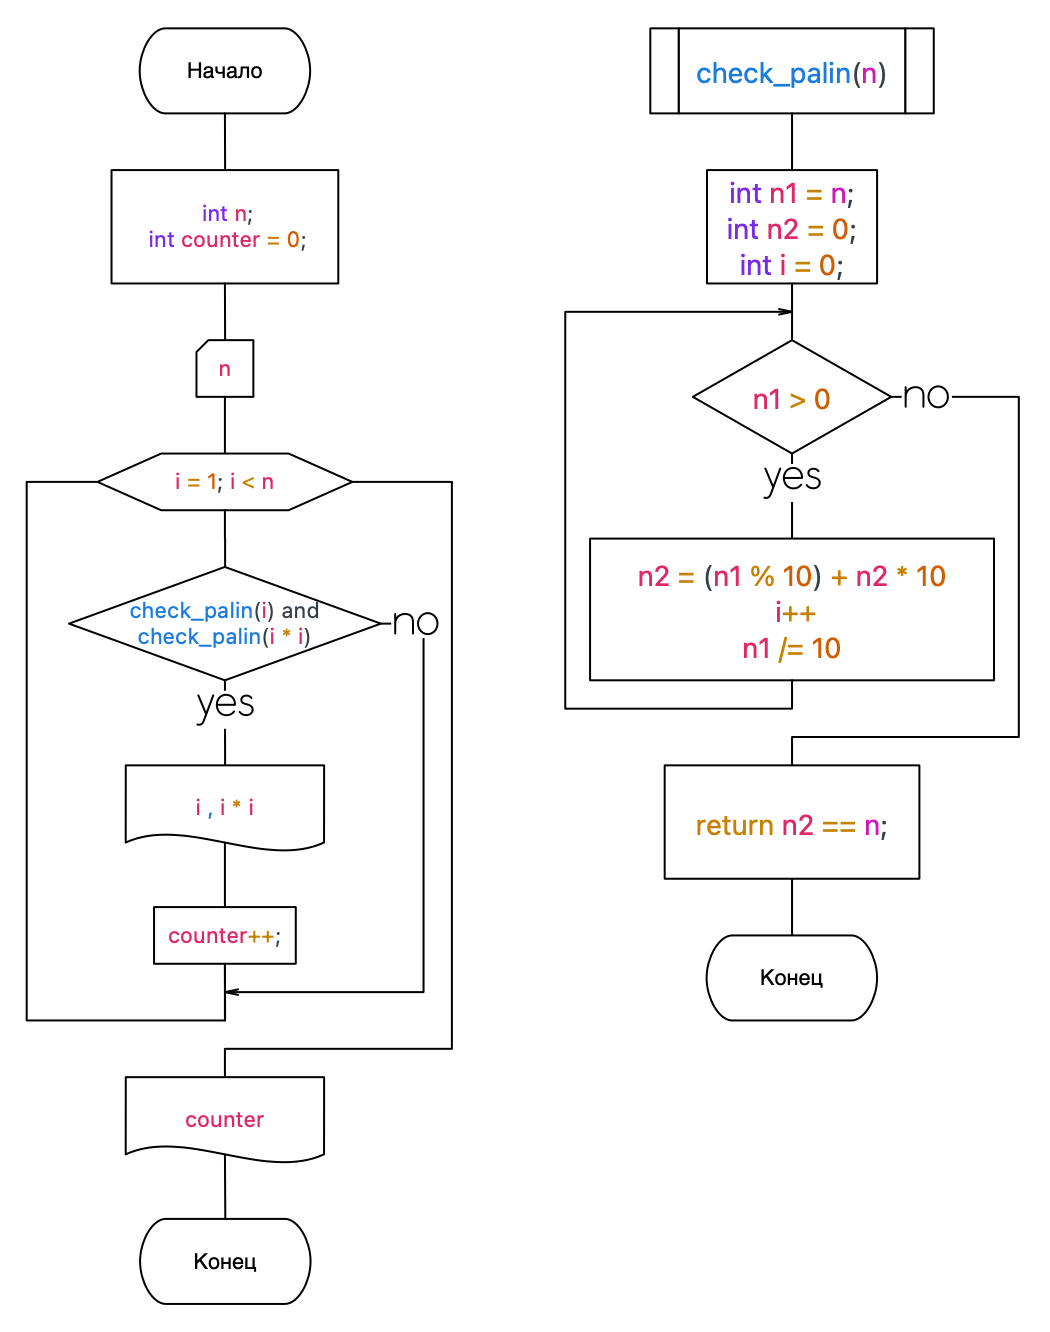 Начало
int n;
int counter = 0;
n
i = 1; i < n
check_palin(i) and
check_palin(i * i)
no
yes
i , i * i
counter++;
counter
Конец
check_palin(n)
int n1 = n;
int n2 = 0;
int i = 0;
n1 > 0
no
yes
n2 = (n1 % 10) + n2 * 10
i++
n1 /= 10
return n2 == n;
Конец